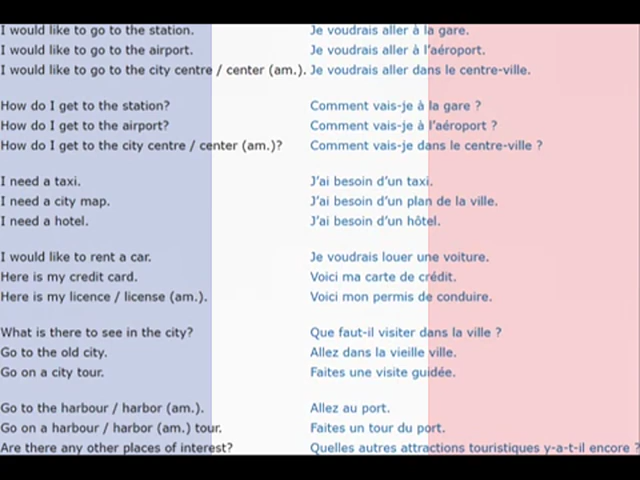 I would like to go to the station. Je voudrais aller à la gare.
I would like to go to the airport. Je voudrais aller à l'aéroport.
I would like to go to the city centre / center (am.). Je voudrais aller dans le centre-ville.
How do I get to the station? Comment vais-je à la gare ?
How do I get to the airport? Comment vais-je à l'aéroport ?
How do I get to the city centre / center (am.)? Comment vais-je dans le centre-ville ?
I need a taxi. J'ai besoin d'un taxi.
I need a city map. J'ai besoin d'un plan de la ville.
I need a hotel. J'ai besoin d'un hôtel.
I would like to rent a car. Je voudrais louer une voiture.
Here is my credit card. Voici ma carte de crédit.
Here is my licence / license (am.). Voici mon permis de conduire.
What is there to see in the city? Que faut-il visiter dans la ville ?
Go to the old city. Allez dans la vieille ville.
Go on a city tour. Faites une visite guidée.
Go to the harbour / harbor (am.). Allez au port.
Go on a harbour / harbor (am.) tour. Faites un tour du port.
Are there any other places of interest? Quelles autres attractions touristiques y-a-t-il encore ?